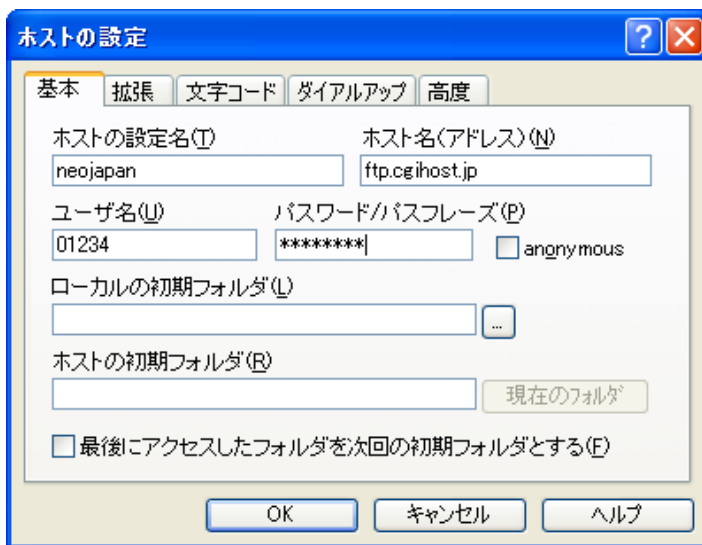 ホストの設定
基本 拡張 文字コード ダイアルアップ 高度
ホストの設定名(T) ホスト名(アドレス)(N)
neojapan ftp.cgihost.jp
ユーザ名(U) パスワード/パスフレーズ(P)
01234 ******** anonymous
ローカルの初期フォルダ(L)
...
ホストの初期フォルダ(R)
現在のフォルダ
最後にアクセスしたフォルダを次回の初期フォルダとする(F)
OK キャンセル ヘルプ